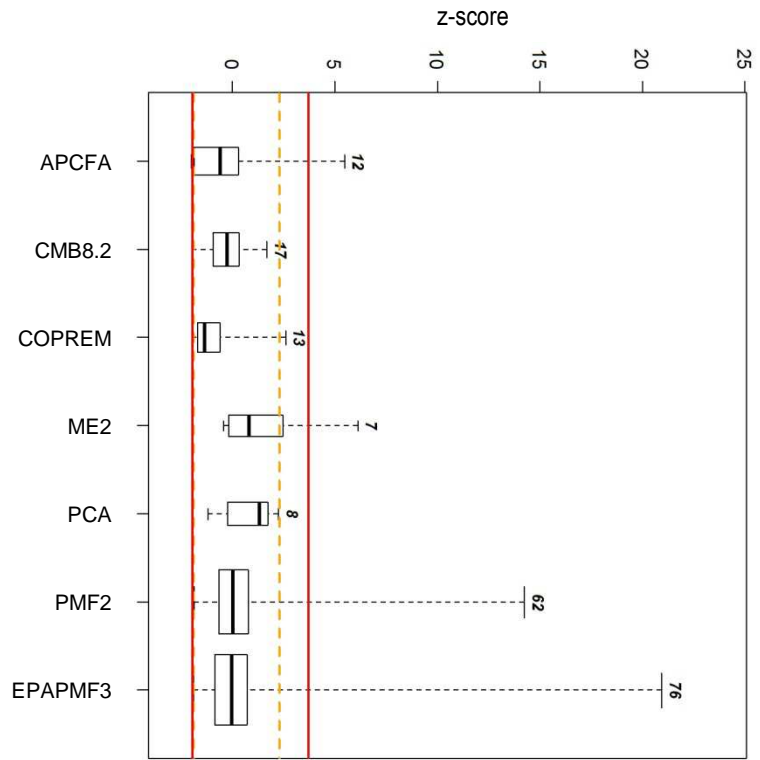 z-score
0 5 10 15 20 25
APCFA 12
CMB8.2 17
COPREM 13
ME2 7
PCA 8
PMF2 62
EPAPMF3 76